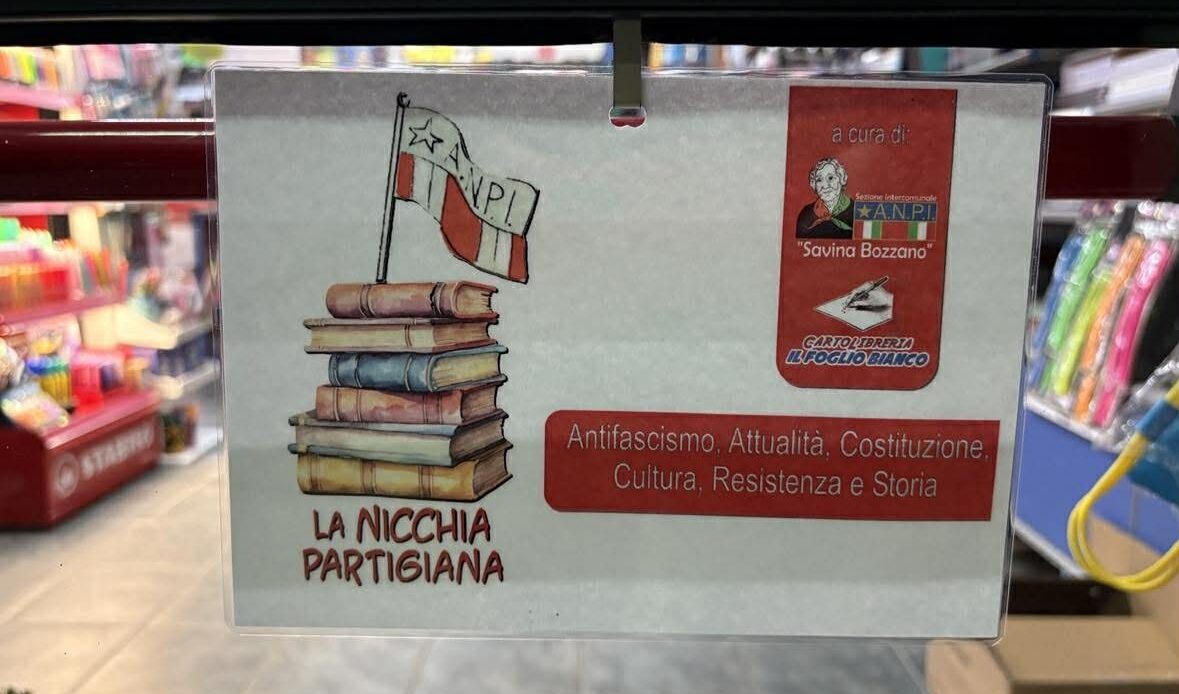 A.N.P.I.
LA NICCHIA
PARTIGIANA
a cura di:
Sezione intercomunale
A.N.P.I.
"Savina Bozzano"
CARTOLIBRERIA
IL FOGLIO BIANCO
Antifascismo, Attualità, Costituzione,
Cultura, Resistenza e Storia